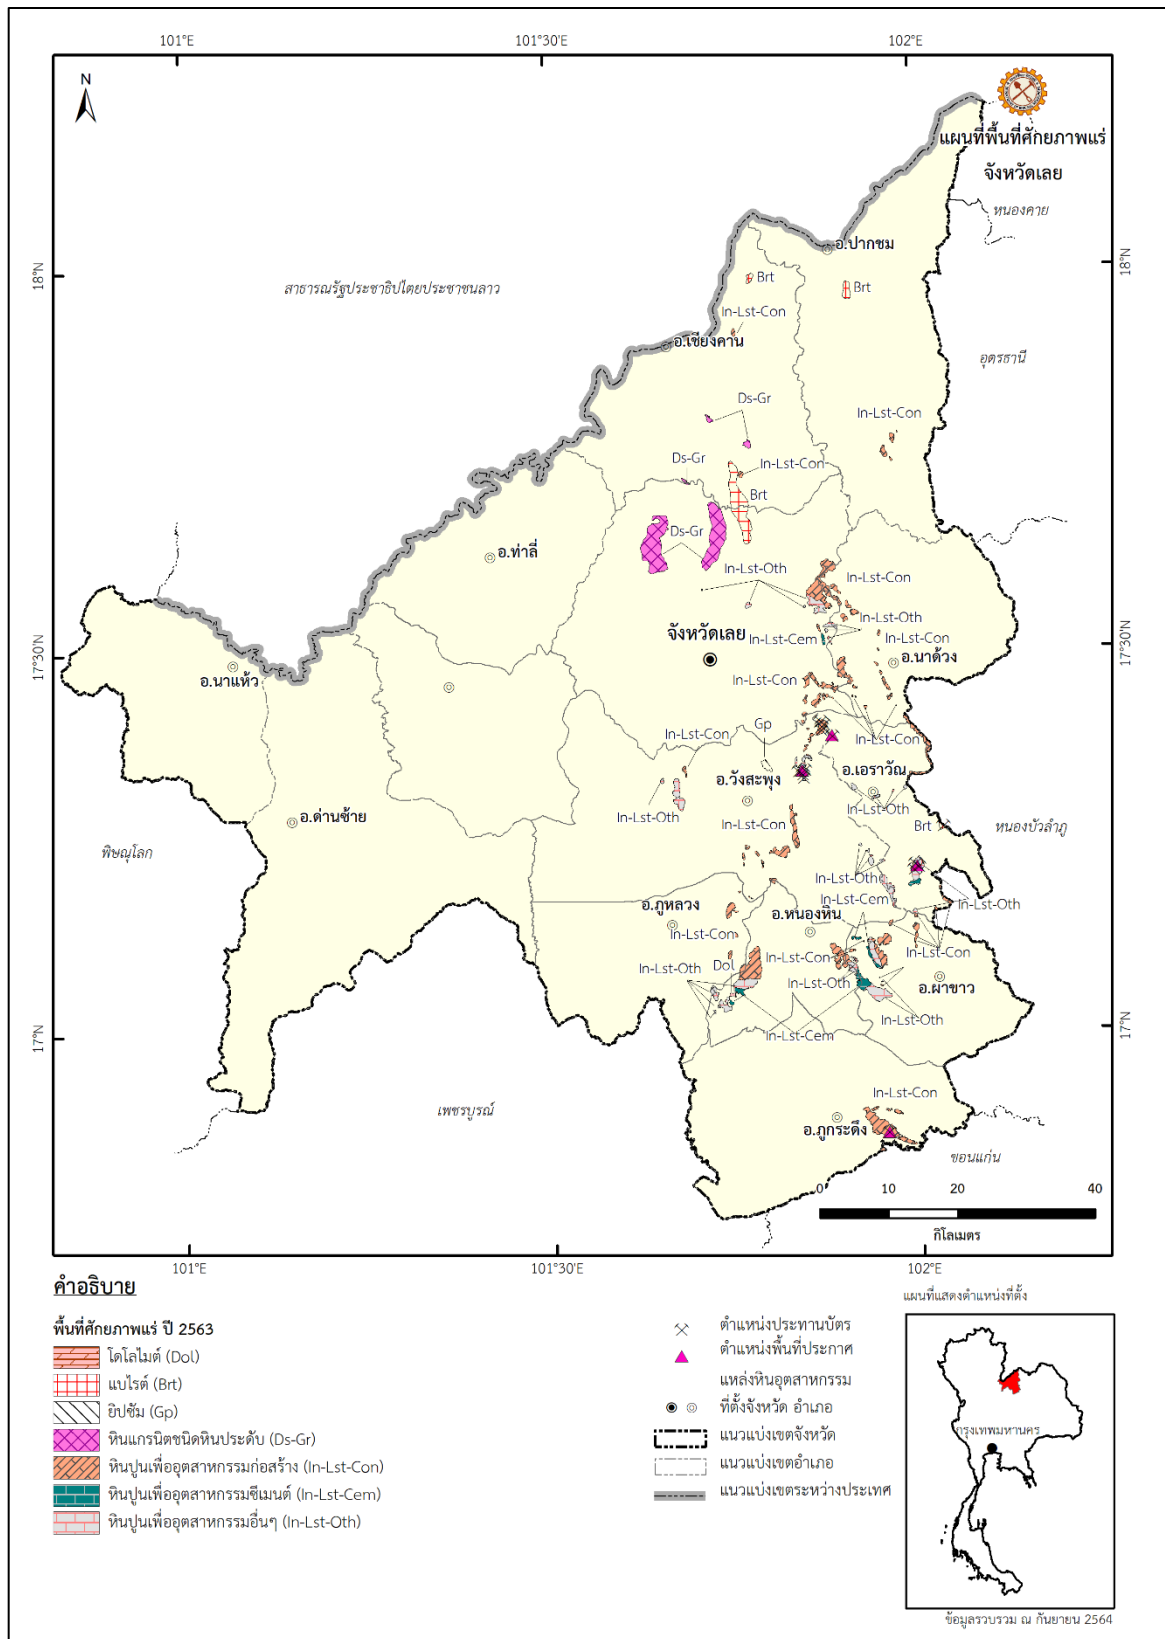 101°E 101°30'E 102°E
N
แผนที่พื้นที่ศักยภาพแร่
จังหวัดเลย
หนองคาย
อ.ปากชม
18°N 18°N
Brt
Brt
สาธารณรัฐประชาธิปไตยประชาชนลาว
In-Lst-Con
อ.เชียงคาน
อุดรธานี
Ds-Gr
In-Lst-Con
Ds-Gr
In-Lst-Con
Brt
Ds-Gr
อ.ท่าลี่
In-Lst-Oth
In-Lst-Con
In-Lst-Oth
จังหวัดเลย
In-Lst-Cem
In-Lst-Con
17°30'N 17°30'N
อ.นาด้วง
อ.นาแห้ว
In-Lst-Con
Gp
In-Lst-Con
In-Lst-Con
อ.เอราวัณ
อ.วังสะพุง
In-Lst-Oth
In-Lst-Oth
อ.ด่านซ้าย
In-Lst-Con
Brt
หนองบัวลำภู
พิษณุโลก
In-Lst-Oth
In-Lst-Cem
อ.ภูหลวง
In-Lst-Oth
อ.หนองหิน
In-Lst-Con
In-Lst-Con
In-Lst-Con
Dol
In-Lst-Oth
In-Lst-Oth
อ.ผาขาว
In-Lst-Oth
17°N 17°N
In-Lst-Cem
In-Lst-Con
เพชรบูรณ์
อ.ภูกระดึง
ขอนแก่น
0 10 20 40
กิโลเมตร
101°E 101°30'E 102°E
คำอธิบาย
พื้นที่ศักยภาพแร่ ปี 2563
โดโลไมต์ (Dol)
แบไรต์ (Brt)
ยิปซัม (Gp)
หินแกรนิตชนิดหินประดับ (Ds-Gr)
หินปูนเพื่ออุตสาหกรรมก่อสร้าง (In-Lst-Con)
หินปูนเพื่ออุตสาหกรรมซีเมนต์ (In-Lst-Cem)
หินปูนเพื่ออุตสาหกรรมอื่นๆ (In-Lst-Oth)
ตำแหน่งประทานบัตร
ตำแหน่งพื้นที่ประกาศ
แหล่งหินอุตสาหกรรม
ที่ตั้งจังหวัด อำเภอ
แนวแบ่งเขตจังหวัด
แนวแบ่งเขตอำเภอ
แนวแบ่งเขตระหว่างประเทศ
แผนที่แสดงตำแหน่งที่ตั้ง
กรุงเทพมหานคร
ข้อมูลรวบรวม ณ กันยายน 2564